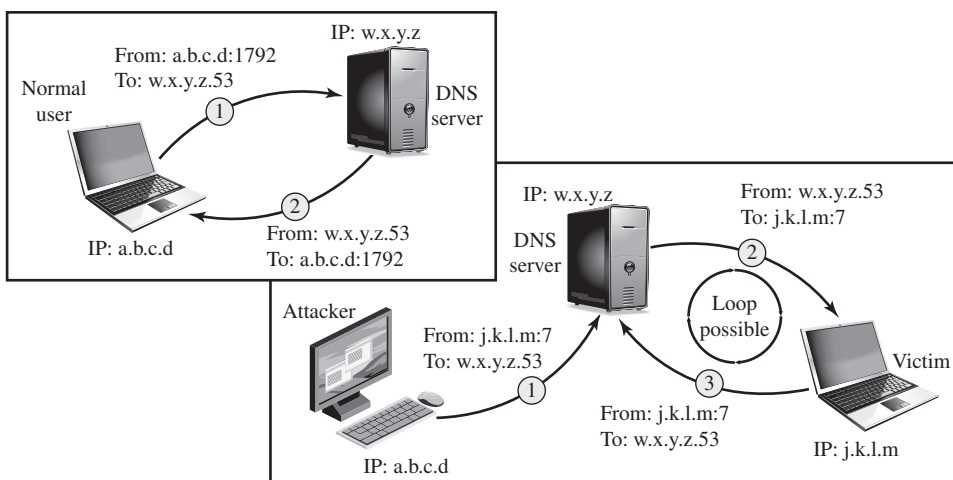 IP: w.x.y.z
From: a.b.c.d:1792
To: w.x.y.z.53
Normal
user
1
DNS
server
2
From: w.x.y.z.53
To: a.b.c.d:1792
IP: a.b.c.d
IP: w.x.y.z
DNS
server
From: w.x.y.z.53
To: j.k.l.m:7
2
Loop
possible
Attacker
From: j.k.l.m:7
To: w.x.y.z.53
1
3
Victim
From: j.k.l.m:7
To: w.x.y.z.53
IP: j.k.l.m
IP: a.b.c.d